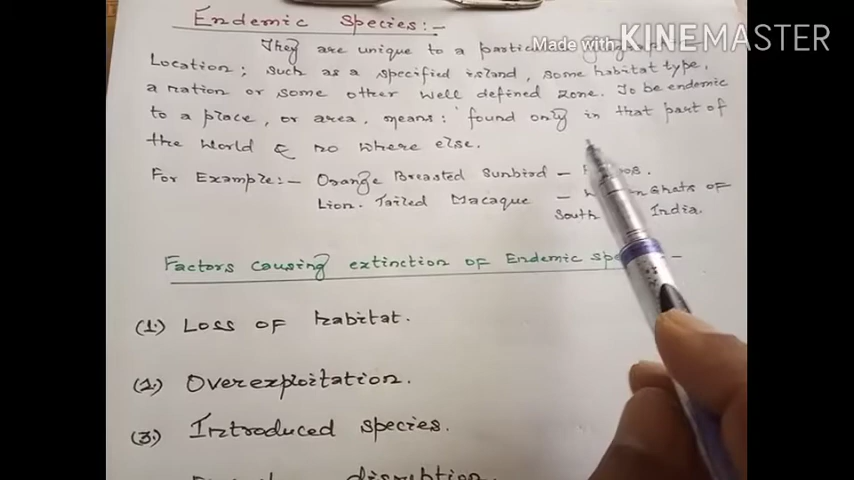 Endemic Species:-
Made with KINEMASTER
They are unique to a
Location; such as a specified island, some habitat type,
a nation or some other well defined zone. To be endemic
to a place, or area, means: 'found only in that part of
the world & no where else.
For Example:- Orange Breasted Sunbird -
Lion. Tailed Macaque - Ghats of
South India.
Factors causing extinction of Endemic
(1.) Loss of habitat.
(2.) Overexploitation.
(3.) Introduced species.
disruption.